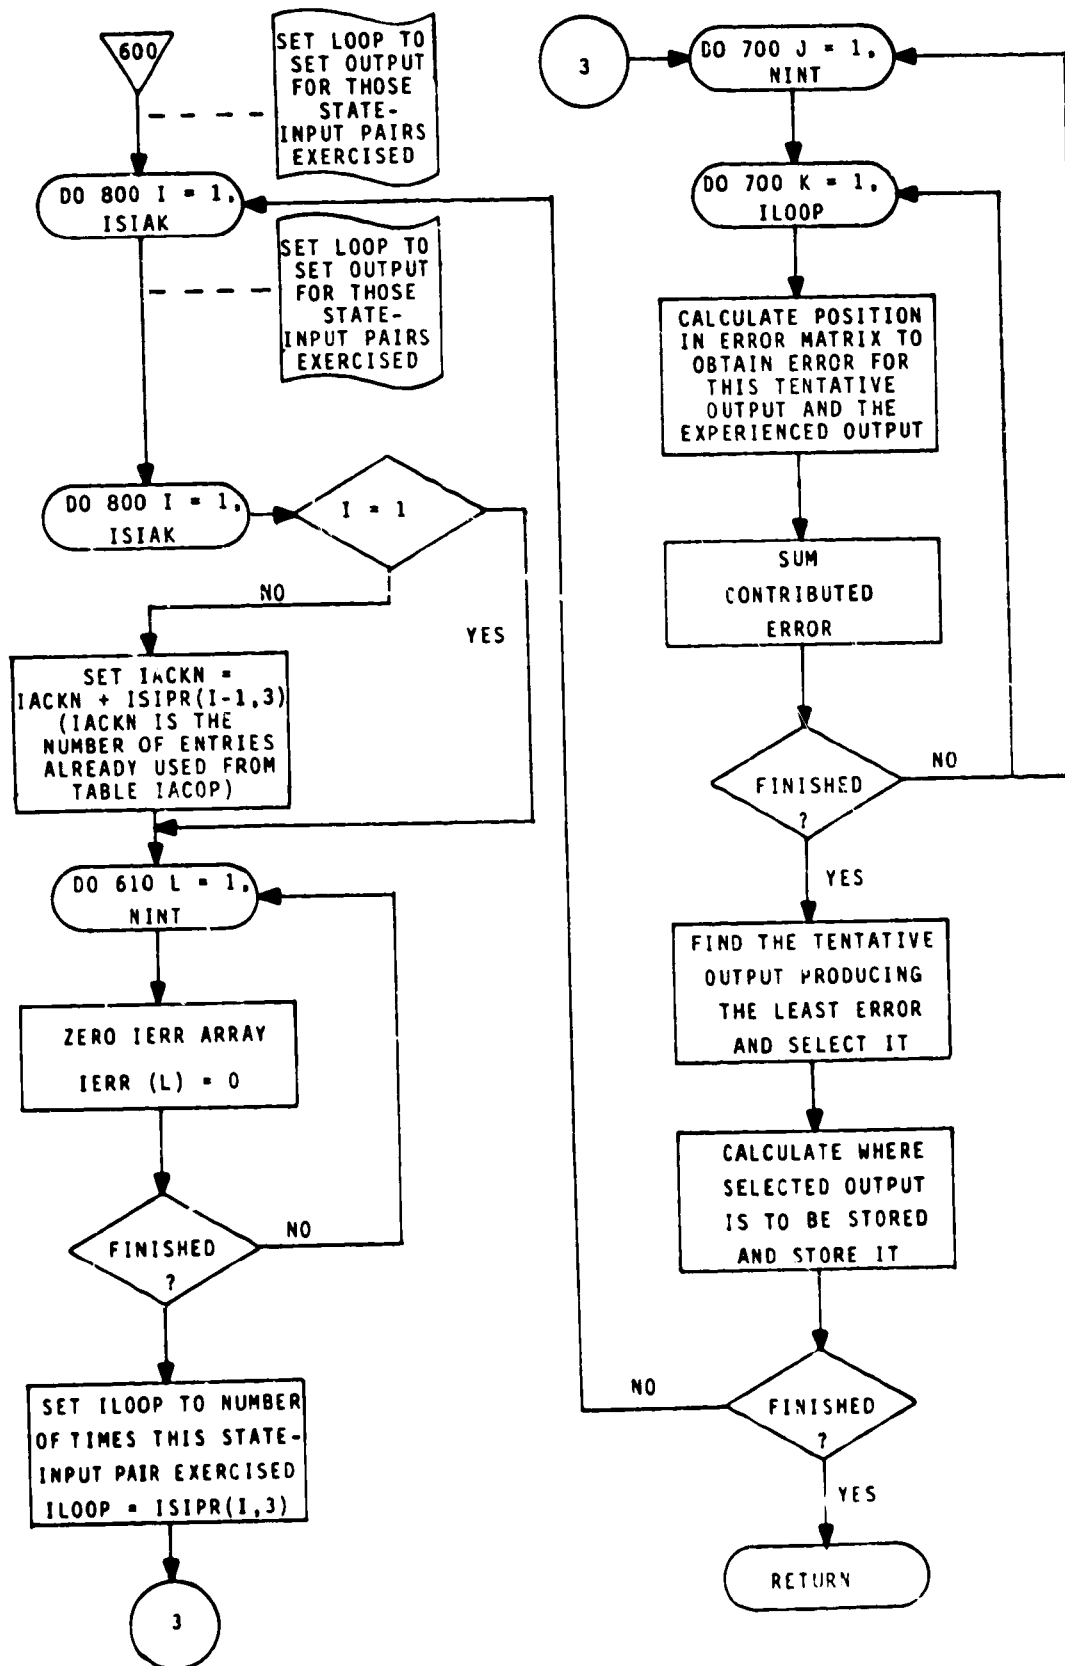 600
SET LOOP TO
SET OUTPUT
FOR THOSE
STATE-
INPUT PAIRS
EXERCISED
DO 800 I = 1,
ISIAK
SET LOOP TO
SET OUTPUT
FOR THOSE
STATE-
INPUT PAIRS
EXERCISED
DO 800 I = 1,
ISIAK
I = 1
NO
YES
SET IACKN =
IACKN + ISIPR(I-1,3)
(IACKN IS THE
NUMBER OF ENTRIES
ALREADY USED FROM
TABLE IACOP)
DO 610 L = 1,
NINT
ZERO IERR ARRAY
IERR (L) = 0
FINISHED
?
NO
SET ILOOP TO NUMBER
OF TIMES THIS STATE-
INPUT PAIR EXERCISED
ILOOP = ISIPR(I,3)
3
3
DO 700 J = 1,
NINT
DO 700 K = 1,
ILOOP
CALCULATE POSITION
IN ERROR MATRIX TO
OBTAIN ERROR FOR
THIS TENTATIVE
OUTPUT AND THE
EXPERIENCED OUTPUT
SUM
CONTRIBUTED
ERROR
FINISHED
?
NO
YES
FIND THE TENTATIVE
OUTPUT PRODUCING
THE LEAST ERROR
AND SELECT IT
CALCULATE WHERE
SELECTED OUTPUT
IS TO BE STORED
AND STORE IT
FINISHED
?
NO
YES
RETURN